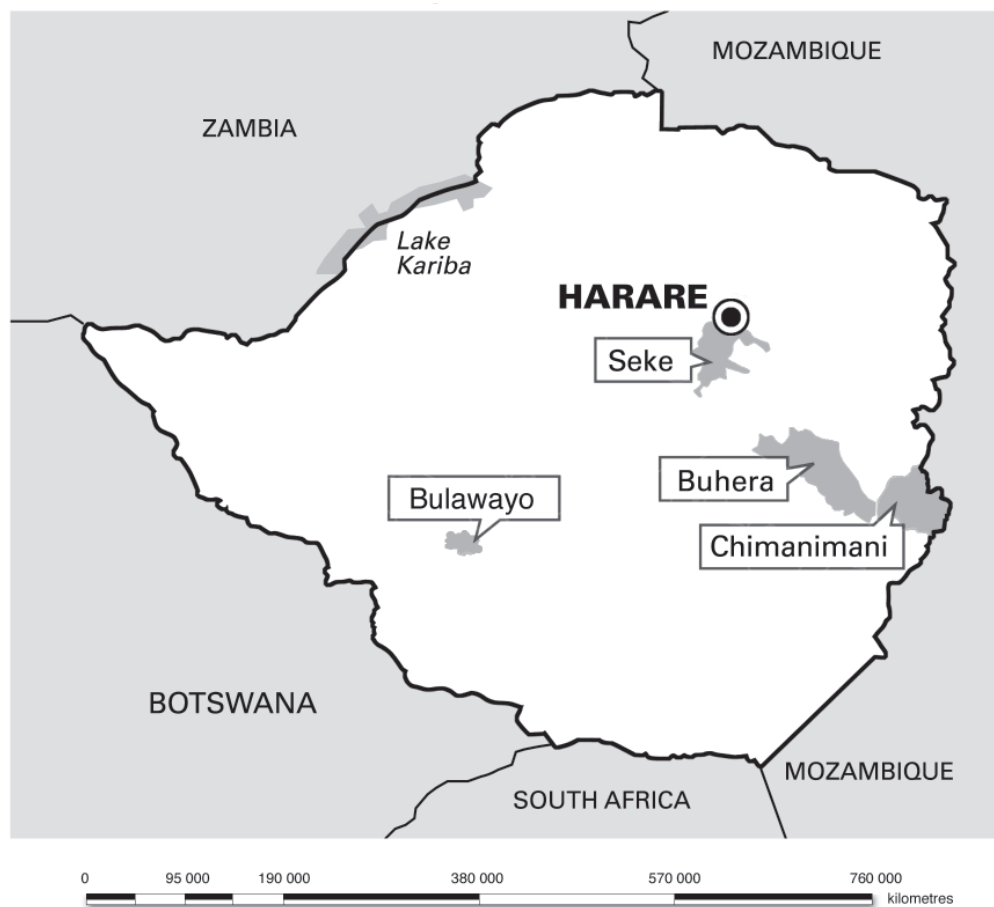 MOZAMBIQUE
ZAMBIA
Lake
Kariba
HARARE
Seke
Buhera
Bulawayo
Chimanimani
BOTSWANA
MOZAMBIQUE
SOUTH AFRICA
0 95 000 190 000 380 000 570 000 760 000
kilometres